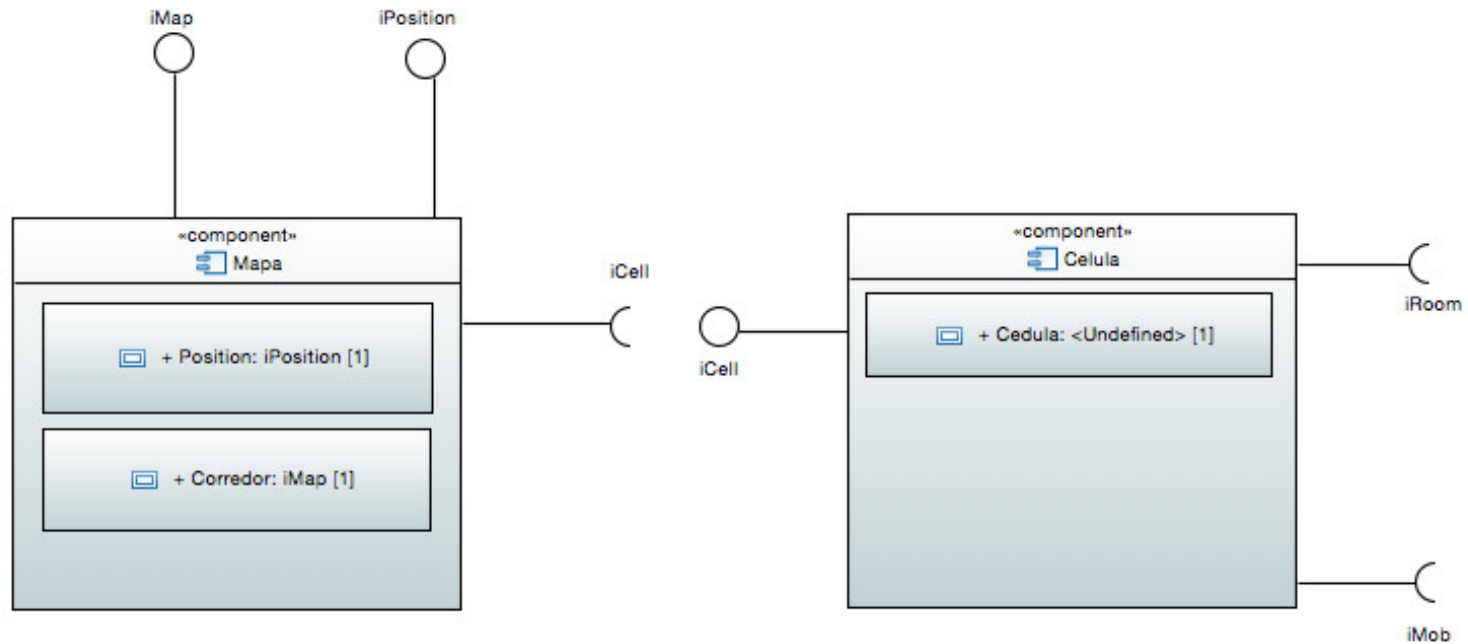 iMap
iPosition
«component»
Mapa
+ Position: iPosition [1]
+ Corredor: iMap [1]
iCell
iCell
«component»
Celula
+ Cedula: <Undefined> [1]
iRoom
iMob